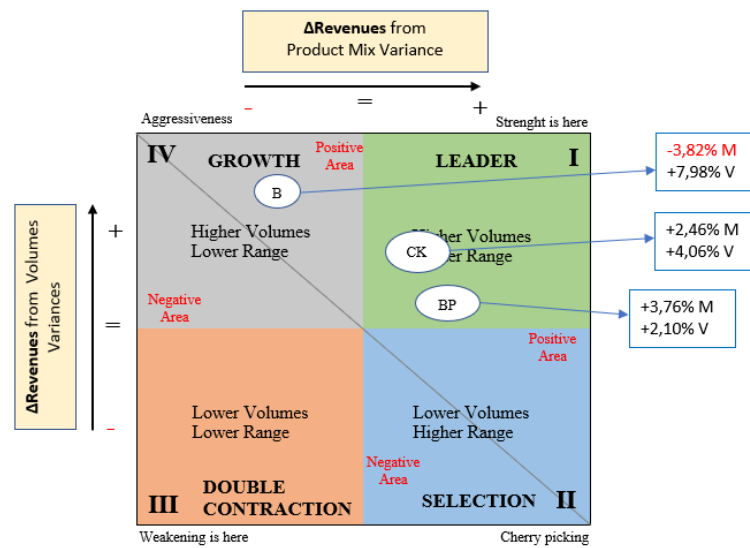 ΔRevenues from
Product Mix Variance
- = +
Aggressiveness
Strenght is here
IV
GROWTH
Positive
Area
LEADER
I
B
-3,82% M
+7,98% V
ΔRevenues from Volumes
Variances
+
=
-
Higher Volumes
Lower Range
Higher Volumes
Range
CK
+2,46% M
+4,06% V
BP
+3,76% M
+2,10% V
Negative
Area
Positive
Area
Lower Volumes
Lower Range
Lower Volumes
Higher Range
Negative
Area
III
DOUBLE
CONTRACTION
SELECTION
II
Weakening is here
Cherry picking